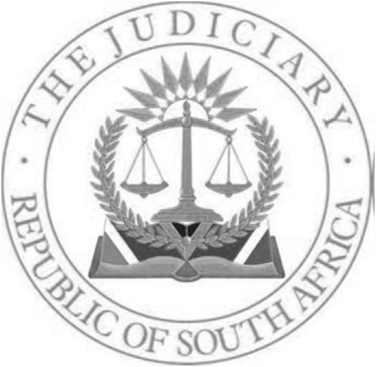 THE JUDICIARY
REPUBLIC OF SOUTH AFRICA